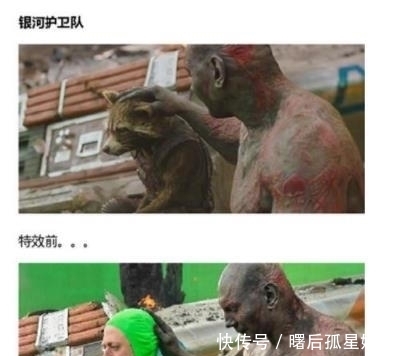 银河护卫队
特效前。。。
快传号 / 曙后孤星